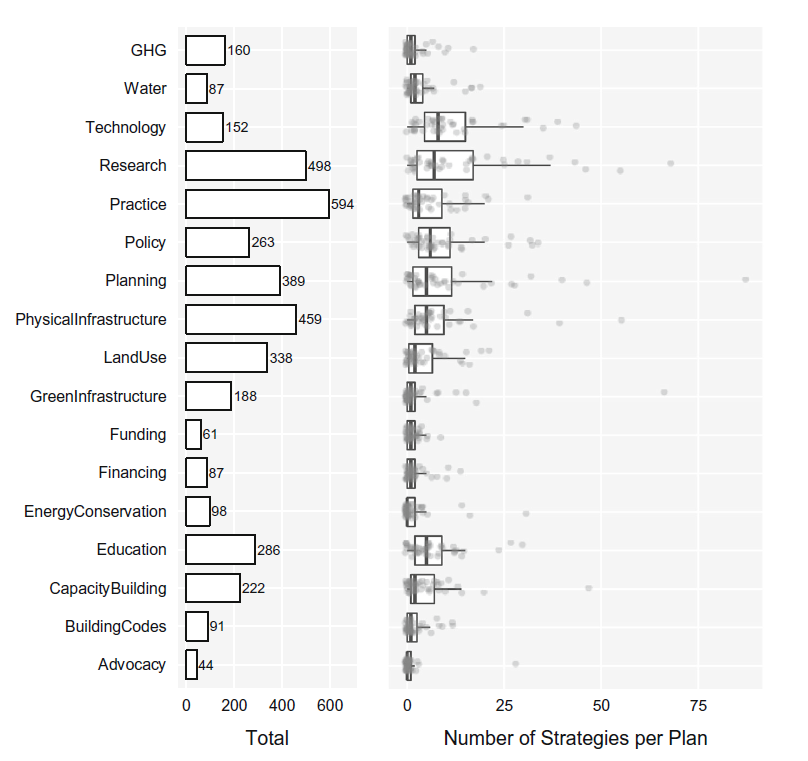 GHG 160
Water 87
Technology 152
Research 498
Practice 594
Policy 263
Planning 389
PhysicalInfrastructure 459
LandUse 338
GreenInfrastructure 188
Funding 61
Financing 87
EnergyConservation 98
Education 286
CapacityBuilding 222
BuildingCodes 91
Advocacy 44
0 200 400 600 0 25 50 75
Total Number of Strategies per Plan